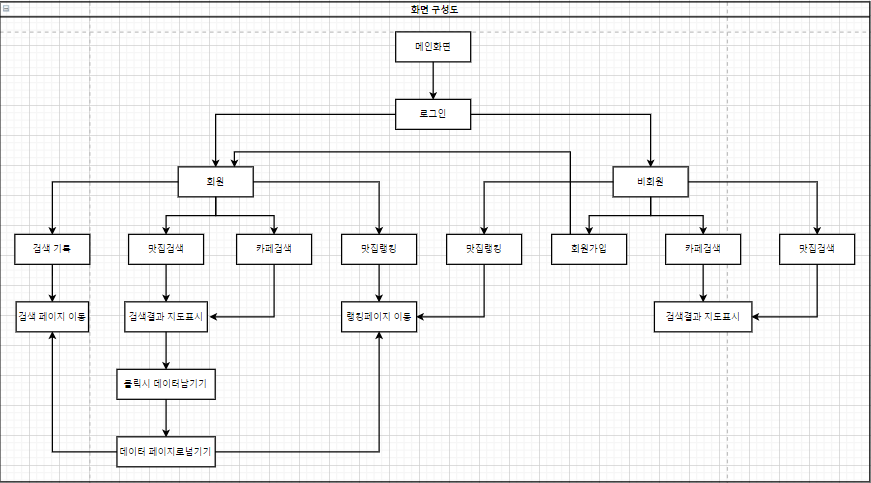 화면 구성도
메인화면
로그인
회원
비회원
검색 기록
맛집검색
카페검색
맛집랭킹
맛집랭킹
회원가입
카페검색
맛집검색
검색 페이지 이동
검색결과 지도표시
랭킹페이지 이동
검색결과 지도표시
클릭시 데이터남기기
데이터 페이지로넘기기